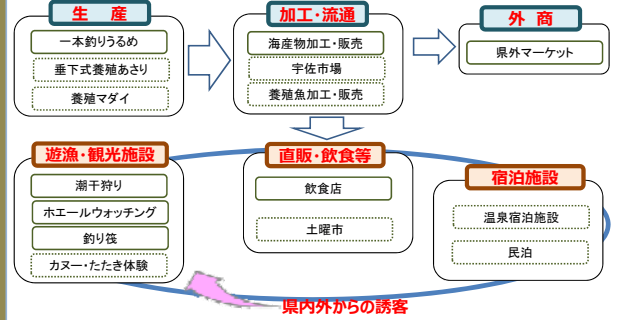 生 産
一本釣りうるめ
垂下式養殖あさり
養殖マダイ
加工・流通
海産物加工・販売
宇佐市場
養殖魚加工・販売
外 商
県外マーケット
遊漁・観光施設
潮干狩り
ホエールウォッチング
釣り筏
カヌー・たたき体験
直販・飲食等
飲食店
土曜市
宿泊施設
温泉宿泊施設
民泊
県内外からの誘客